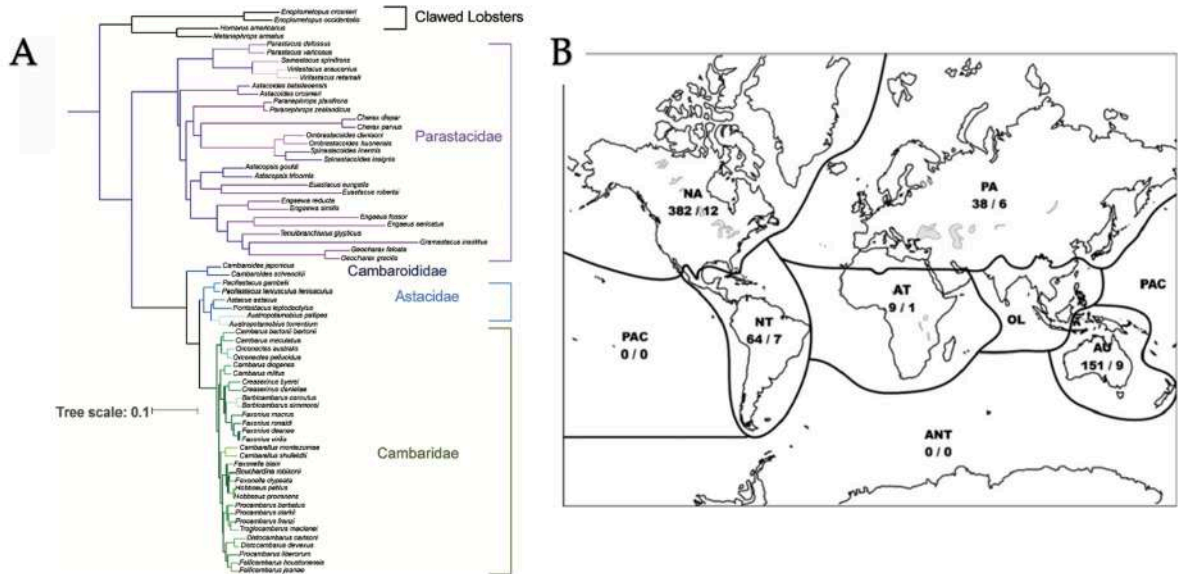 A
Enoplometopus crosnieri
Enoplometopus occidentalis
Homarus americanus
Metanephrops armatus
Clawed Lobsters
Parastacus defossus
Parastacus varicosus
Samastacus spinifrons
Virilastacus araucanius
Virilastacus retamali
Astacoides betsileoensis
Astacoides crosnieri
Paranephrops planifrons
Paranephrops zealandicus
Cherax dispar
Cherax parvus
Ombrastacoides denisoni
Ombrastacoides huonensis
Spinastacoides inermis
Spinastacoides insignis
Astacopsis gouldi
Astacopsis tricornis
Euastacus eungella
Euastacus robertsi
Engaewa reducta
Engaewa similis
Engaeus fossor
Engaeus sericatus
Tenuibranchiurus glypticus
Gramastacus insolitus
Geocharax falcata
Geocharax gracilis
Parastacidae
Cambaroides japonicus
Cambaroides schrenckii
Cambaroididae
Pacifastacus gambelii
Pacifastacus leniusculus leniusculus
Astacus astacus
Pontastacus leptodactylus
Austropotamobius pallipes
Austropotamobius torrentium
Astacidae
Cambarus bartonii bartonii
Cambarus maculatus
Orconectes australis
Orconectes pellucidus
Cambarus diogenes
Cambarus miltus
Creaserinus byersi
Creaserinus danielae
Barbicambarus cornutus
Barbicambarus simmonsi
Faxonius macrus
Faxonius ronaldi
Faxonius deanae
Faxonius virilis
Cambarellus montezumae
Cambarellus shufeldtii
Faxonella blairi
Bouchardina robisoni
Faxonella clypeata
Hobbseus petilus
Hobbseus prominens
Procambarus barbatus
Procambarus clarkii
Procambarus fitzpatricki
Troglocambarus maclanei
Distocambarus carlsoni
Distocambarus devexus
Procambarus liberorum
Fallicambarus houstonensis
Fallicambarus jeanae
Cambaridae
Tree scale: 0.1
B
NA
382 / 12
PA
38 / 6
PAC
0 / 0
NT
64 / 7
AT
9 / 1
OL
PAC
AU
151 / 9
ANT
0 / 0